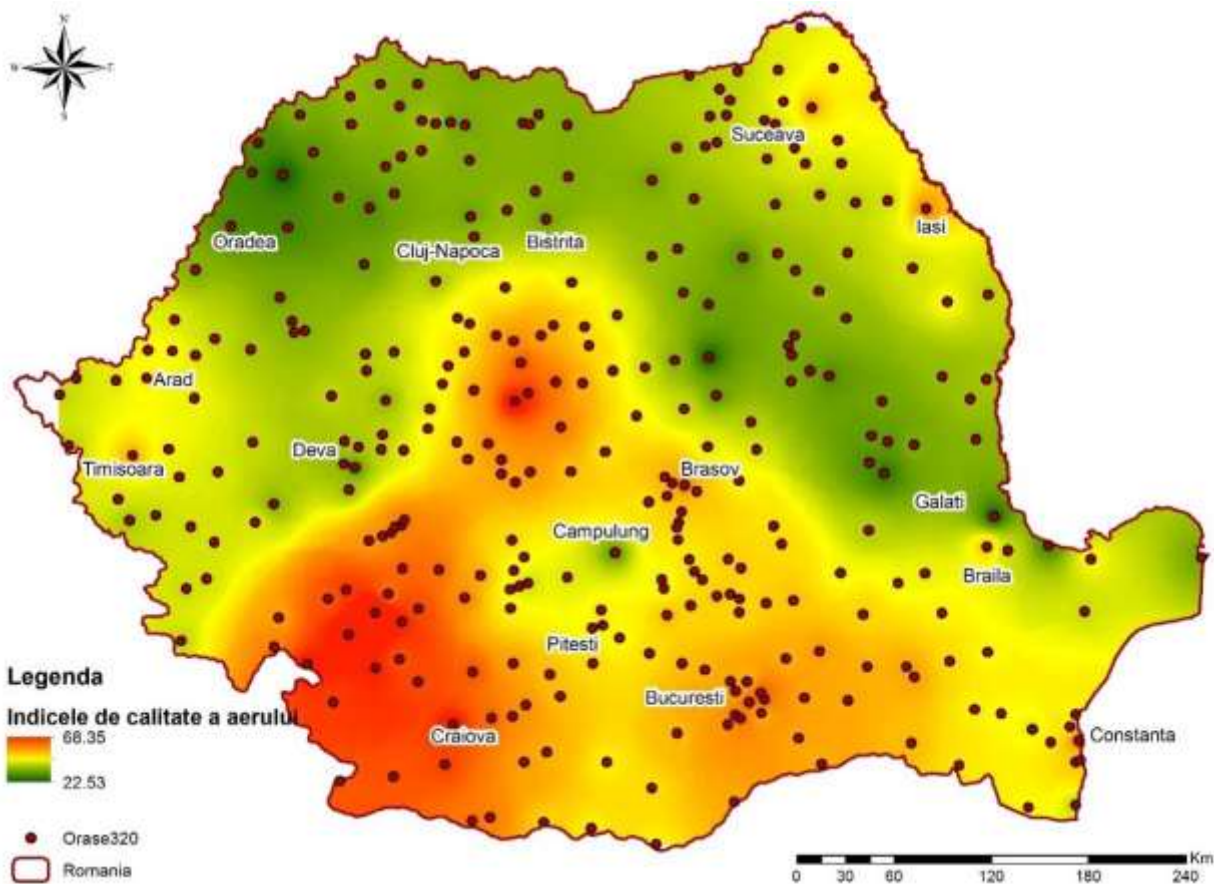 N
S
Suceava
Iasi
Oradea
Cluj-Napoca
Bistrita
Arad
Timisoara
Deva
Brasov
Galati
Campulung
Braila
Pitesti
Legenda
Bucuresti
Indicele de calitate a aerului
68.35
Craiova
Constanta
22.53
Orase320
Romania
Km
0 30 60 120 180 240